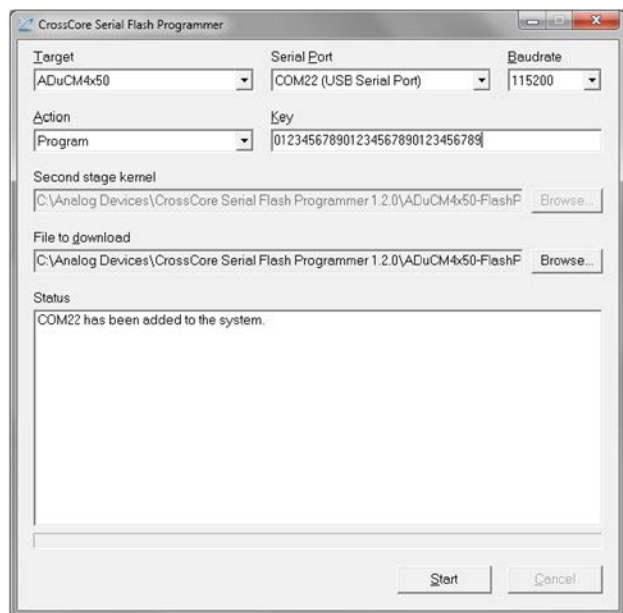 CrossCore Serial Flash Programmer
Target Serial Port Baudrate
ADuCM4x50 COM22 (USB Serial Port) 115200
Action Key
Program 012345678901234567890123456789
Second stage kernel
C:\Analog Devices\CrossCore Serial Flash Programmer 1.2.0\ADuCM4x50-FlashP Browse...
File to download
C:\Analog Devices\CrossCore Serial Flash Programmer 1.2.0\ADuCM4x50-FlashP Browse...
Status
COM22 has been added to the system.
Start Cancel